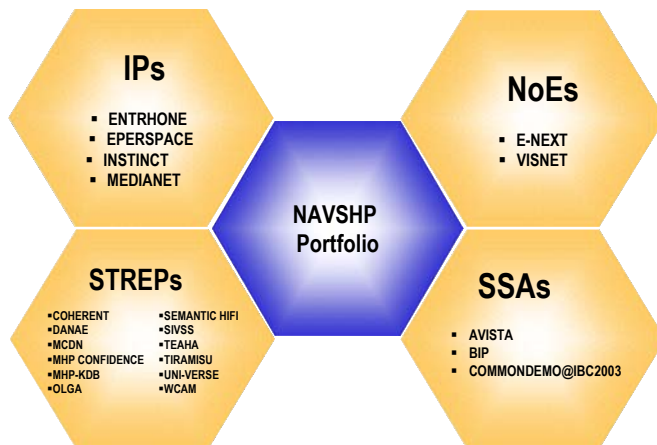 IPs
▪ ENTRHONE
▪ EPERSPACE
▪ INSTINCT
▪ MEDIANET
NoEs
▪ E-NEXT
▪ VISNET
NAVSHP
Portfolio
STREPs
▪COHERENT
▪DANAE
▪MCDN
▪MHP CONFIDENCE
▪MHP-KDB
▪OLGA
▪SEMANTIC HIFI
▪SIVSS
▪TEAHA
▪TIRAMISU
▪UNI-VERSE
▪WCAM
SSAs
▪ AVISTA
▪ BIP
▪ COMMONDEMO@IBC2003